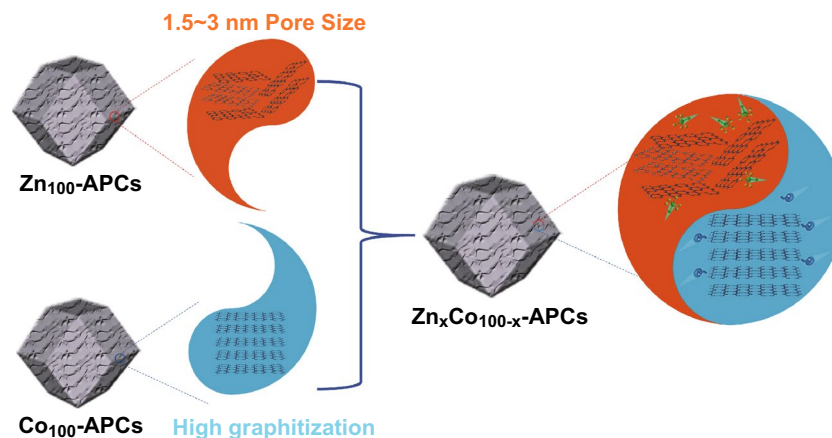 1.5~3 nm Pore Size
Zn₁₀₀-APCs
ZnₓCo₁₀₀₋ₓ-APCs
Co₁₀₀-APCs
High graphitization